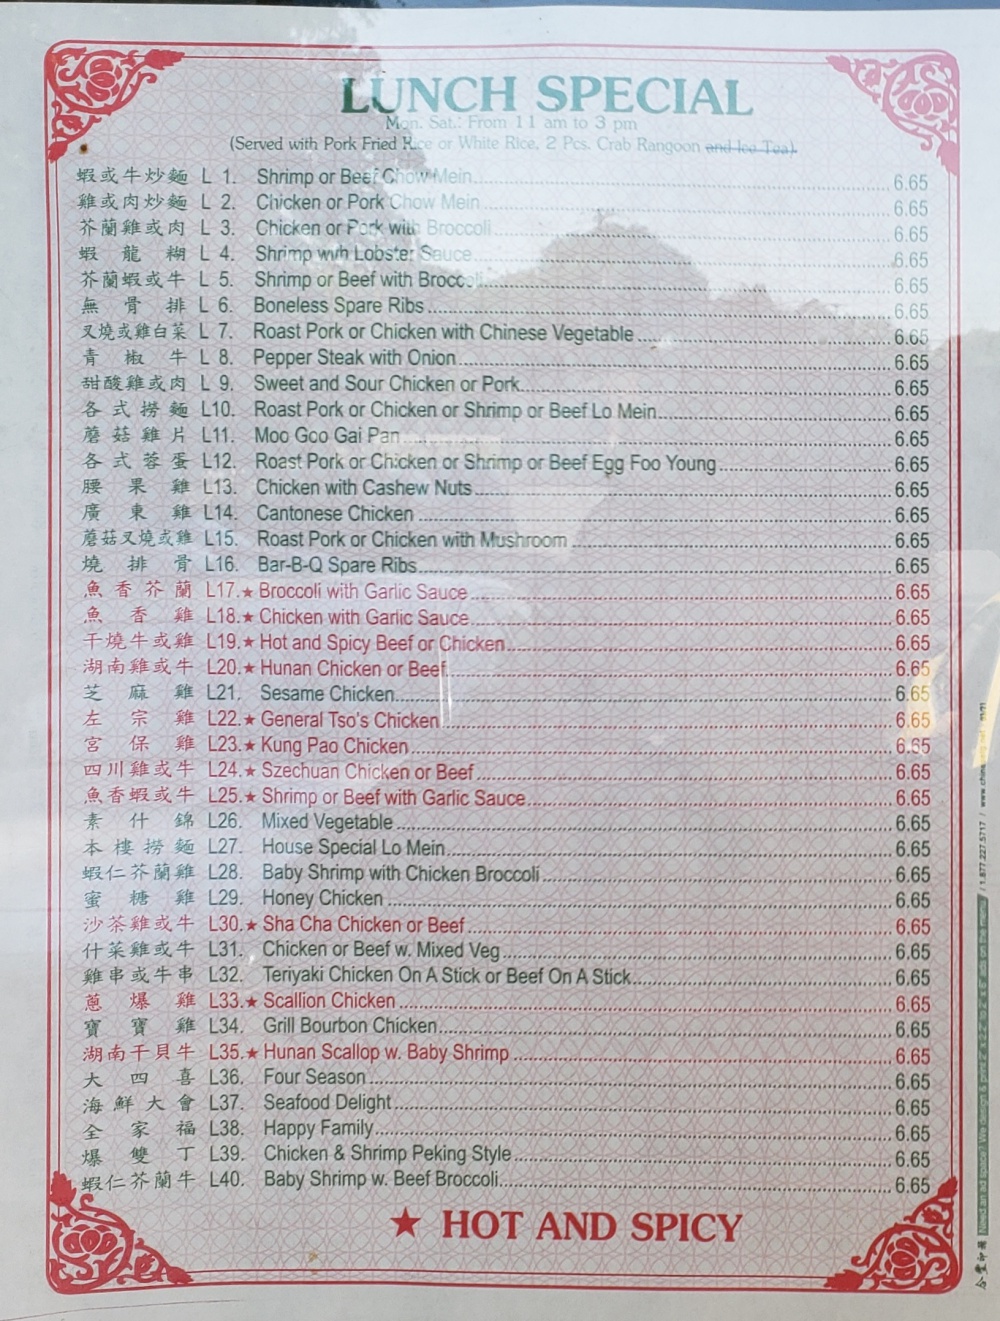 LUNCH SPECIAL
Mon. Sat.: From 11 am to 3 pm
(Served with Pork Fried Rice or White Rice, 2 Pcs. Crab Rangoon and Ice Tea).
蝦或牛炒麵 L 1. Shrimp or Beef Chow Mein 6.65
雞或肉炒麵 L 2. Chicken or Pork Chow Mein 6.65
芥蘭雞或肉 L 3. Chicken or Pork with Broccoli 6.65
蝦龍糊 L 4. Shrimp with Lobster Sauce 6.65
芥蘭蝦或牛 L 5. Shrimp or Beef with Broccoli 6.65
無骨排 L 6. Boneless Spare Ribs 6.65
叉燒或雞白菜 L 7. Roast Pork or Chicken with Chinese Vegetable 6.65
青椒牛 L 8. Pepper Steak with Onion 6.65
甜酸雞或肉 L 9. Sweet and Sour Chicken or Pork 6.65
各式撈麵 L10. Roast Pork or Chicken or Shrimp or Beef Lo Mein 6.65
蘑菇雞片 L11. Moo Goo Gai Pan 6.65
各式蓉蛋 L12. Roast Pork or Chicken or Shrimp or Beef Egg Foo Young 6.65
腰果雞 L13. Chicken with Cashew Nuts 6.65
廣東雞 L14. Cantonese Chicken 6.65
蘑菇叉燒或雞 L15. Roast Pork or Chicken with Mushroom 6.65
燒排骨 L16. Bar-B-Q Spare Ribs 6.65
魚香芥蘭 L17.★ Broccoli with Garlic Sauce 6.65
魚香雞 L18.★ Chicken with Garlic Sauce 6.65
干燒牛或雞 L19.★ Hot and Spicy Beef or Chicken 6.65
湖南雞或牛 L20.★ Hunan Chicken or Beef 6.65
芝麻雞 L21. Sesame Chicken 6.65
左宗雞 L22.★ General Tso's Chicken 6.65
宮保雞 L23.★ Kung Pao Chicken 6.65
四川雞或牛 L24.★ Szechuan Chicken or Beef 6.65
魚香蝦或牛 L25.★ Shrimp or Beef with Garlic Sauce 6.65
素什錦 L26. Mixed Vegetable 6.65
本樓撈麵 L27. House Special Lo Mein 6.65
蝦仁芥蘭雞 L28. Baby Shrimp with Chicken Broccoli 6.65
蜜糖雞 L29. Honey Chicken 6.65
沙茶雞或牛 L30.★ Sha Cha Chicken or Beef 6.65
什菜雞或牛 L31. Chicken or Beef w. Mixed Veg 6.65
雞串或牛串 L32. Teriyaki Chicken On A Stick or Beef On A Stick 6.65
蔥爆雞 L33.★ Scallion Chicken 6.65
寶寶雞 L34. Grill Bourbon Chicken 6.65
湖南干貝牛 L35.★ Hunan Scallop w. Baby Shrimp 6.65
大四喜 L36. Four Season 6.65
海鮮大會 L37. Seafood Delight 6.65
全家福 L38. Happy Family 6.65
爆雙丁 L39. Chicken & Shrimp Peking Style 6.65
蝦仁芥蘭牛 L40. Baby Shrimp w. Beef Broccoli 6.65
★ HOT AND SPICY